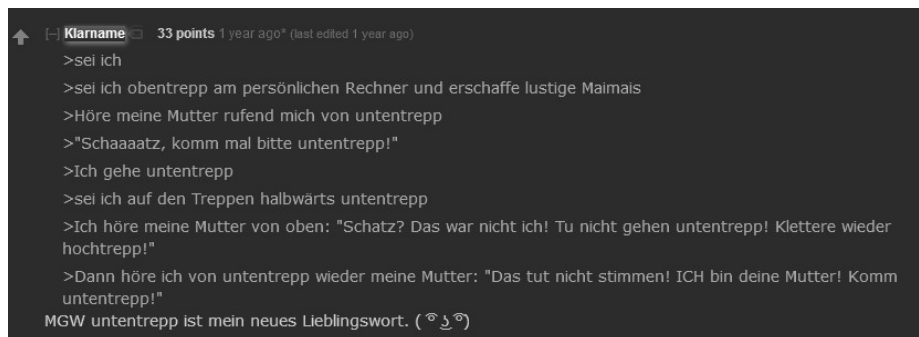 [–] Klarname 33 points 1 year ago* (last edited 1 year ago)
>sei ich
>sei ich obentrepp am persönlichen Rechner und erschaffe lustige Maimais
>Höre meine Mutter rufend mich von untentrepp
>"Schaaaatz, komm mal bitte untentrepp!"
>Ich gehe untentrepp
>sei ich auf den Treppen halbwärts untentrepp
>Ich höre meine Mutter von oben: "Schatz? Das war nicht ich! Tu nicht gehen untentrepp! Klettere wieder
hochtrepp!"
>Dann höre ich von untentrepp wieder meine Mutter: "Das tut nicht stimmen! ICH bin deine Mutter! Komm
untentrepp!"
MGW untentrepp ist mein neues Lieblingswort. ( ͡° ͜ʖ ͡°)